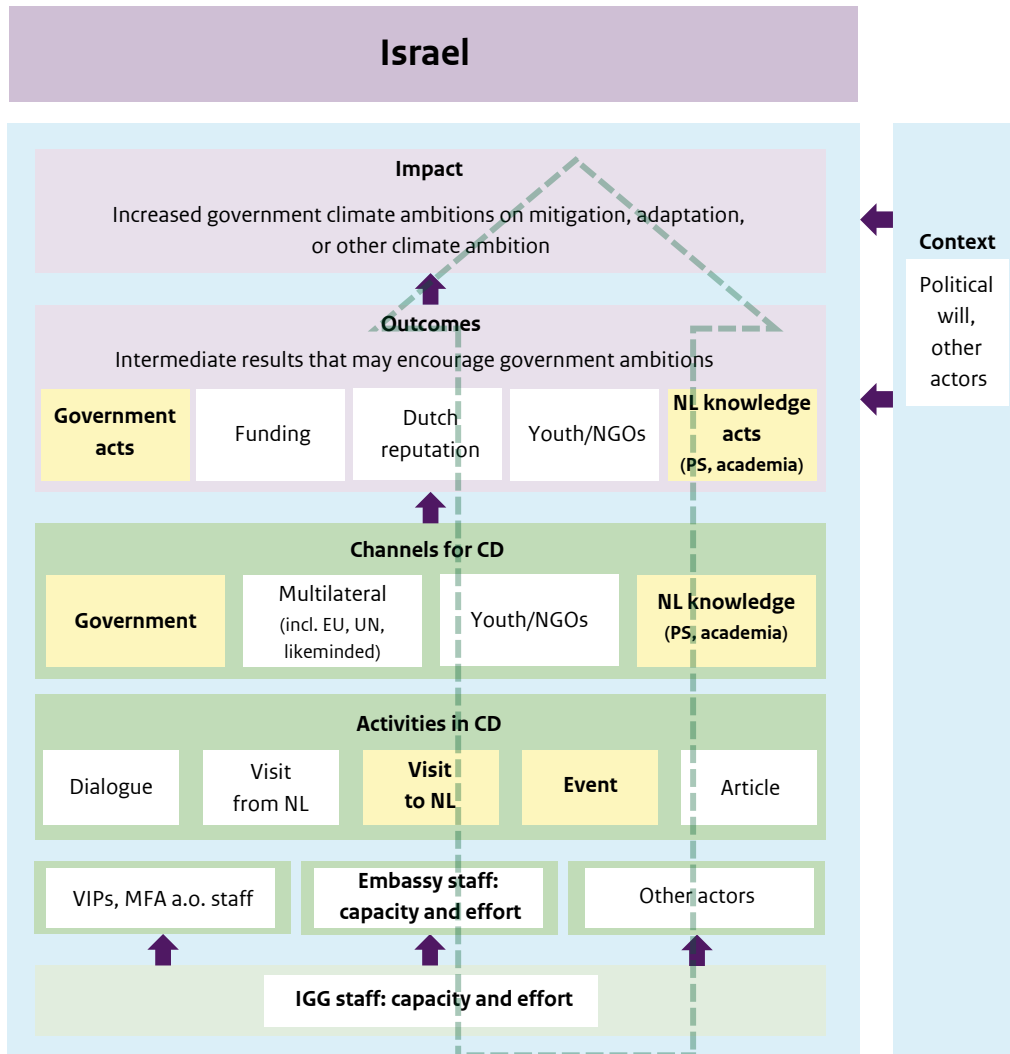 Israel
Impact
Increased government climate ambitions on mitigation, adaptation,
or other climate ambition
Outcomes
Intermediate results that may encourage government ambitions
Government
acts
Funding
Dutch
reputation
Youth/NGOs
NL knowledge
acts
(PS, academia)
Channels for CD
Government
Multilateral
(incl. EU, UN,
likeminded)
Youth/NGOs
NL knowledge
(PS, academia)
Activities in CD
Dialogue
Visit
from NL
Visit
to NL
Event
Article
VIPs, MFA a.o. staff
Embassy staff:
capacity and effort
Other actors
IGG staff: capacity and effort
Context
Political
will,
other
actors